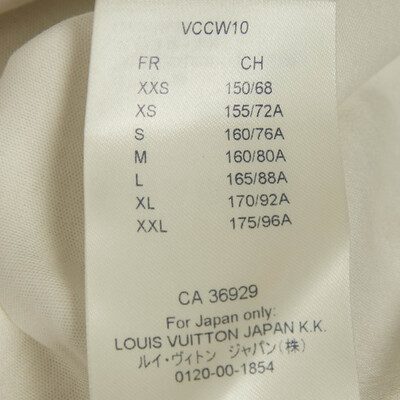 VCCW10
FR CH
XXS 150/68
XS 155/72A
S 160/76A
M 160/80A
L 165/88A
XL 170/92A
XXL 175/96A
CA 36929
For Japan only:
LOUIS VUITTON JAPAN K.K.
ルイ・ヴィトン ジャパン(株)
0120-00-1854